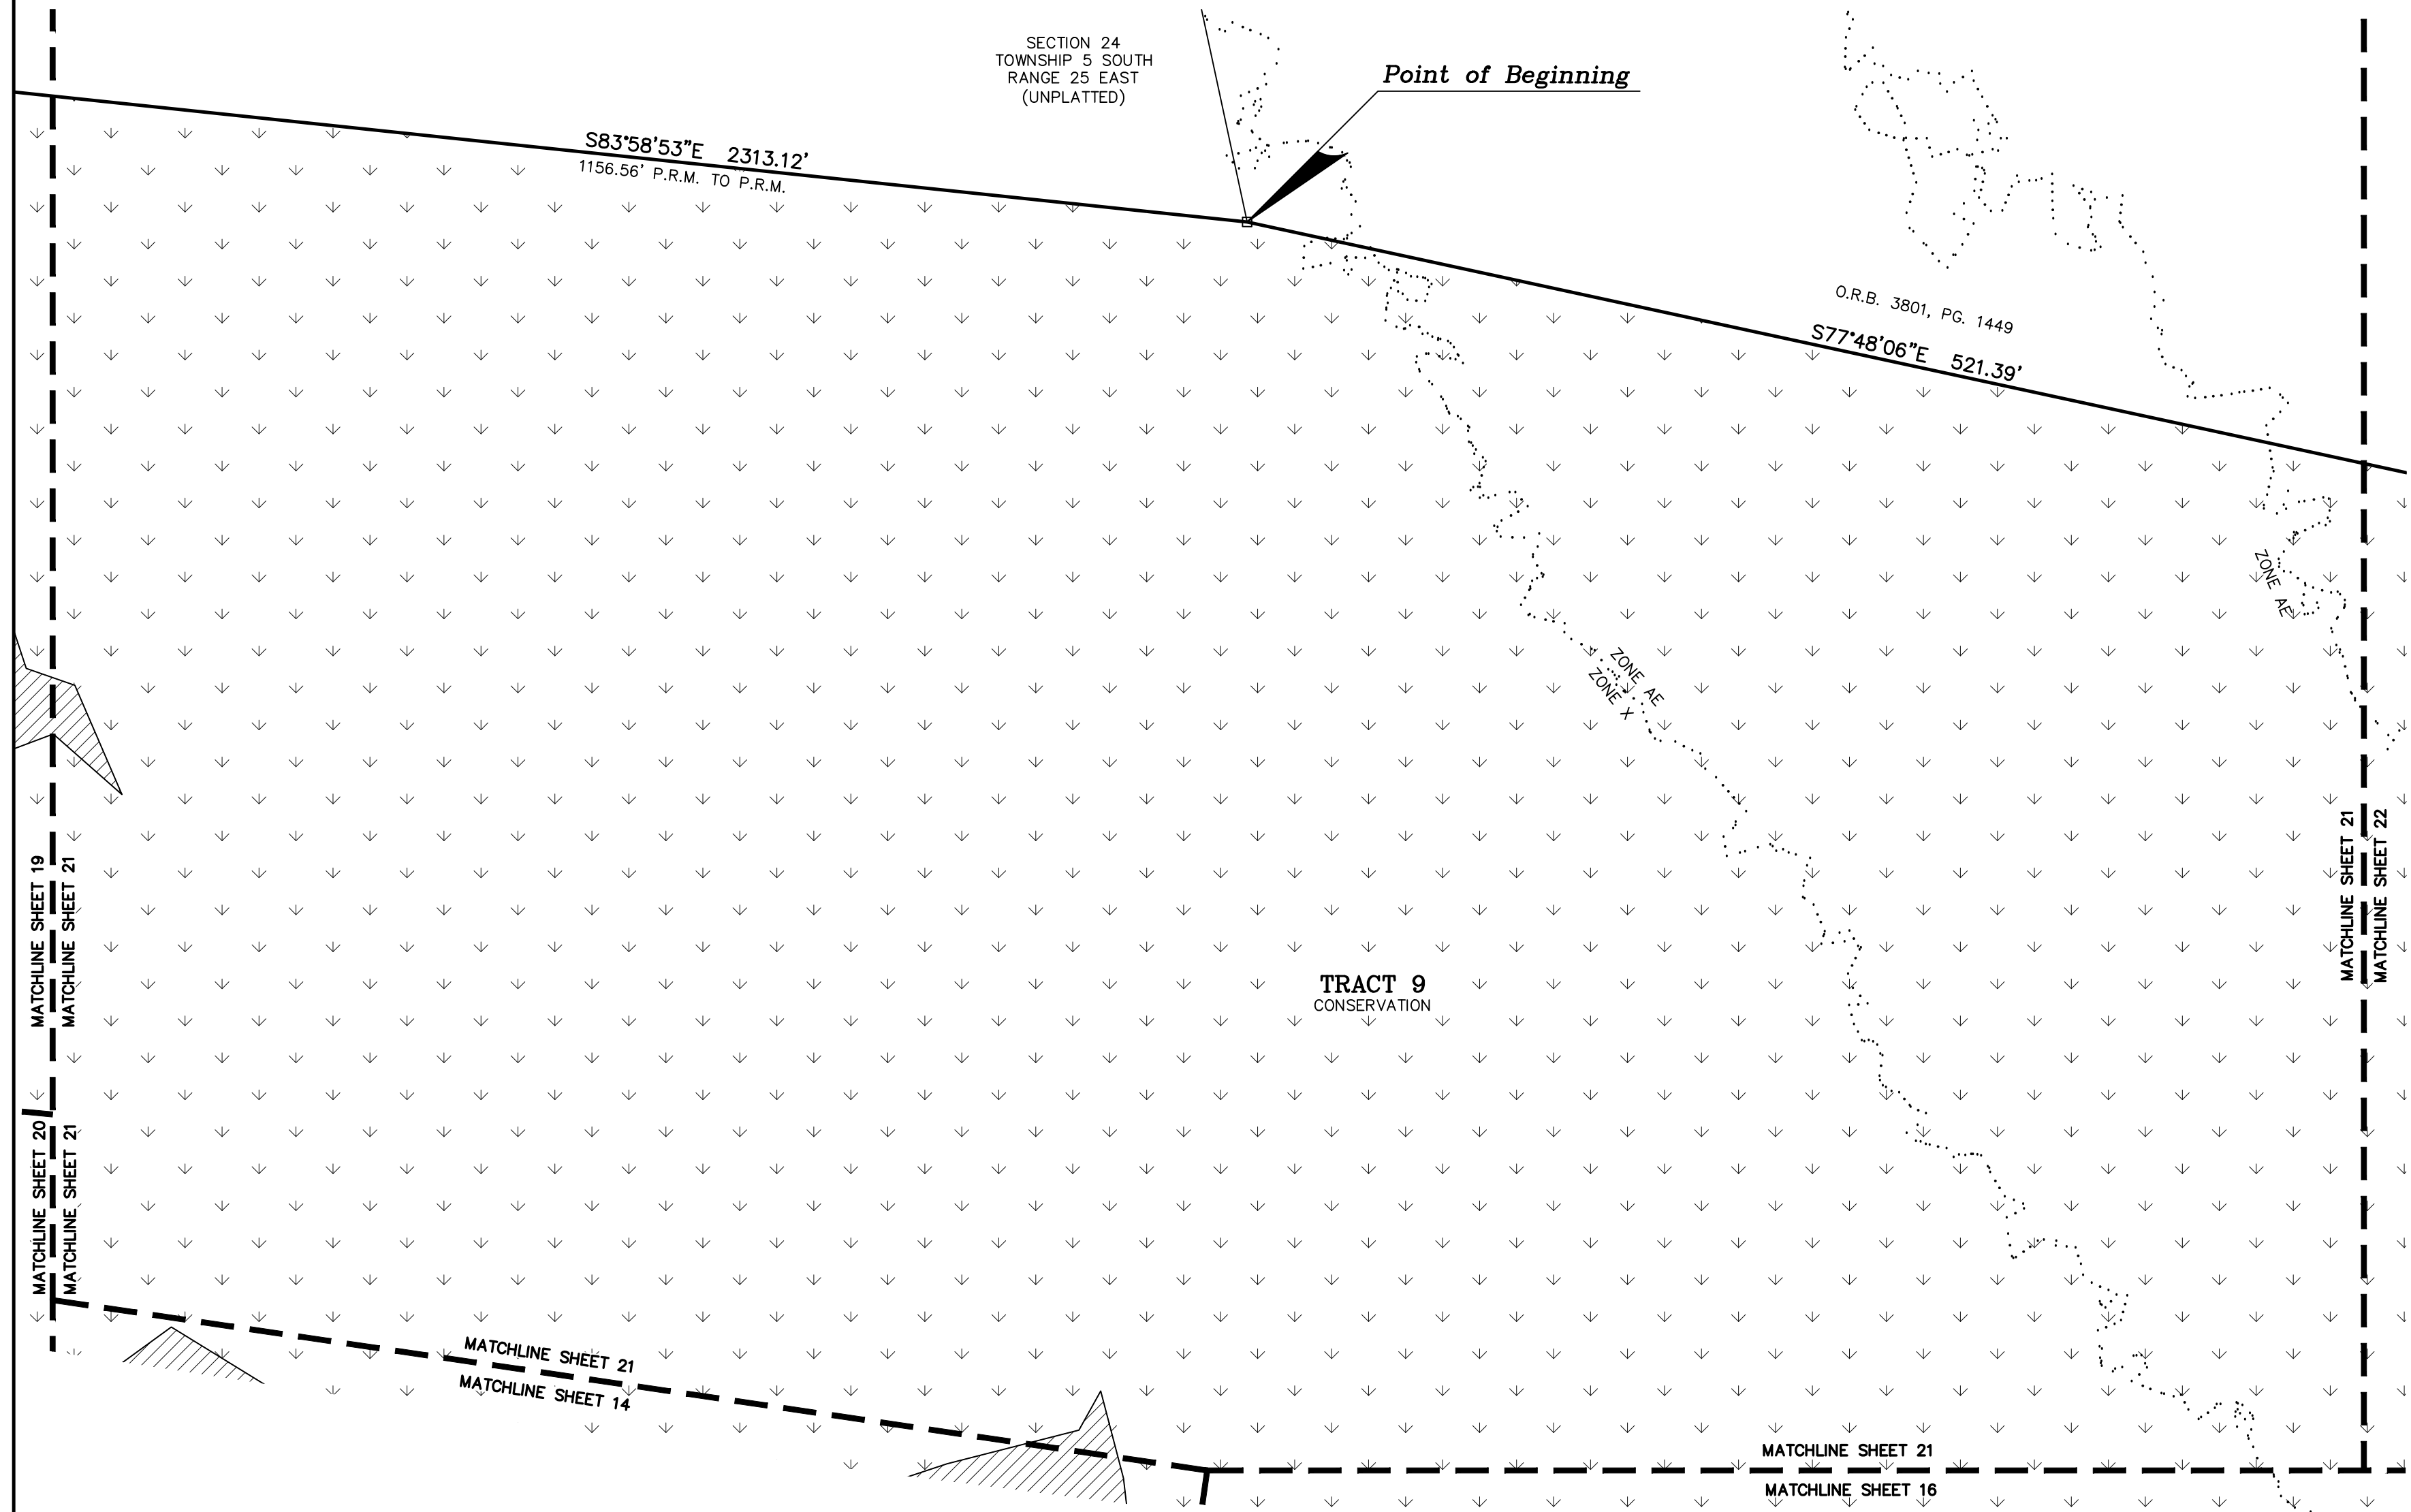 SECTION 24
TOWNSHIP 5 SOUTH
RANGE 25 EAST
(UNPLATTED)
Point of Beginning
S83°58'53"E 2313.12'
1156.56' P.R.M. TO P.R.M.
O.R.B. 3801, PG. 1449
S77°48'06"E 521.39'
ZONE AE
ZONE AE
ZONE X
MATCHLINE SHEET 19
MATCHLINE SHEET 21
MATCHLINE SHEET 21
MATCHLINE SHEET 22
TRACT 9
CONSERVATION
MATCHLINE SHEET 20
MATCHLINE SHEET 21
MATCHLINE SHEET 21
MATCHLINE SHEET 14
MATCHLINE SHEET 21
MATCHLINE SHEET 16